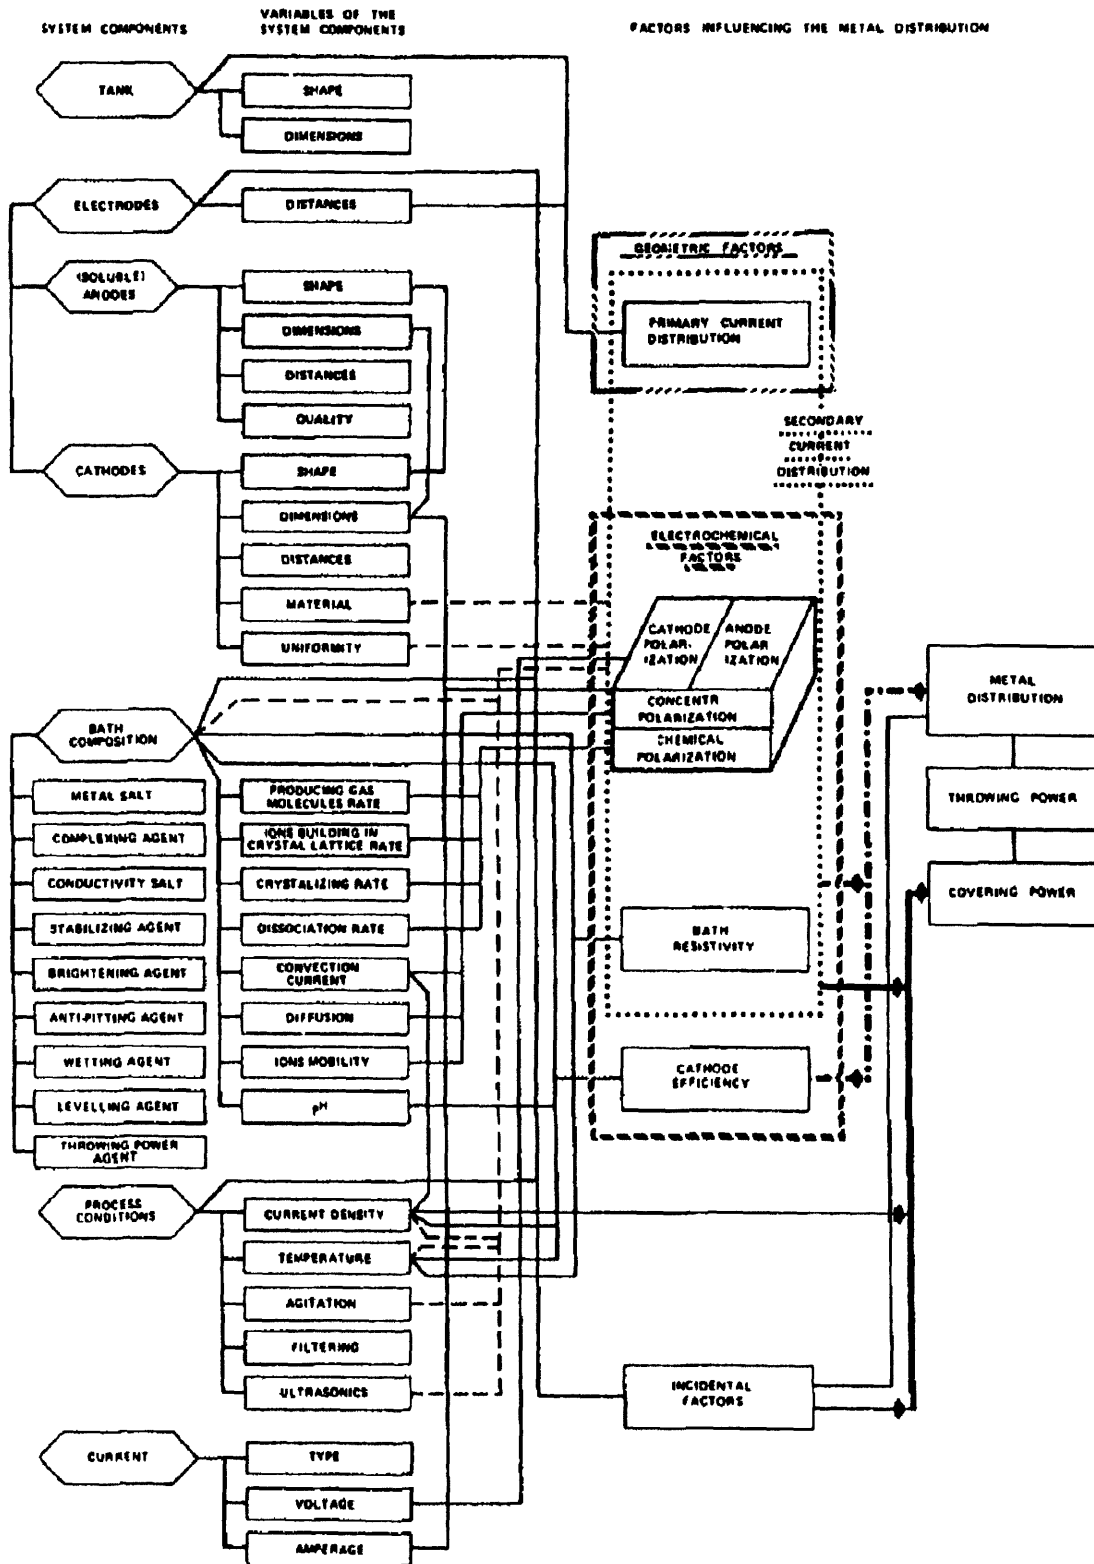 SYSTEM COMPONENTS
VARIABLES OF THE
SYSTEM COMPONENTS
FACTORS INFLUENCING THE METAL DISTRIBUTION
TANK
SHAPE
DIMENSIONS
ELECTRODES
DISTANCES
(SOLUBLE)
ANODES
SHAPE
DIMENSIONS
DISTANCES
QUALITY
CATHODES
SHAPE
DIMENSIONS
DISTANCES
MATERIAL
UNIFORMITY
BATH
COMPOSITION
METAL SALT
COMPLEXING AGENT
CONDUCTIVITY SALT
STABILIZING AGENT
BRIGHTENING AGENT
ANTI-PITTING AGENT
WETTING AGENT
LEVELLING AGENT
THROWING POWER
AGENT
PRODUCING GAS
MOLECULES RATE
IONS BUILDING IN
CRYSTAL LATTICE RATE
CRYSTALIZING RATE
DISSOCIATION RATE
CONVECTION
CURRENT
DIFFUSION
IONS MOBILITY
pH
PROCESS
CONDITIONS
CURRENT DENSITY
TEMPERATURE
AGITATION
FILTERING
ULTRASONICS
CURRENT
TYPE
VOLTAGE
AMPERAGE
GEOMETRIC FACTORS
PRIMARY CURRENT
DISTRIBUTION
SECONDARY
CURRENT
DISTRIBUTION
ELECTROCHEMICAL
FACTORS
CATHODE
POLAR-
IZATION
ANODE
POLAR
IZATION
CONCENTR
POLARIZATION
CHEMICAL
POLARIZATION
BATH
RESISTIVITY
CATHODE
EFFICIENCY
INCIDENTAL
FACTORS
METAL
DISTRIBUTION
THROWING POWER
COVERING POWER